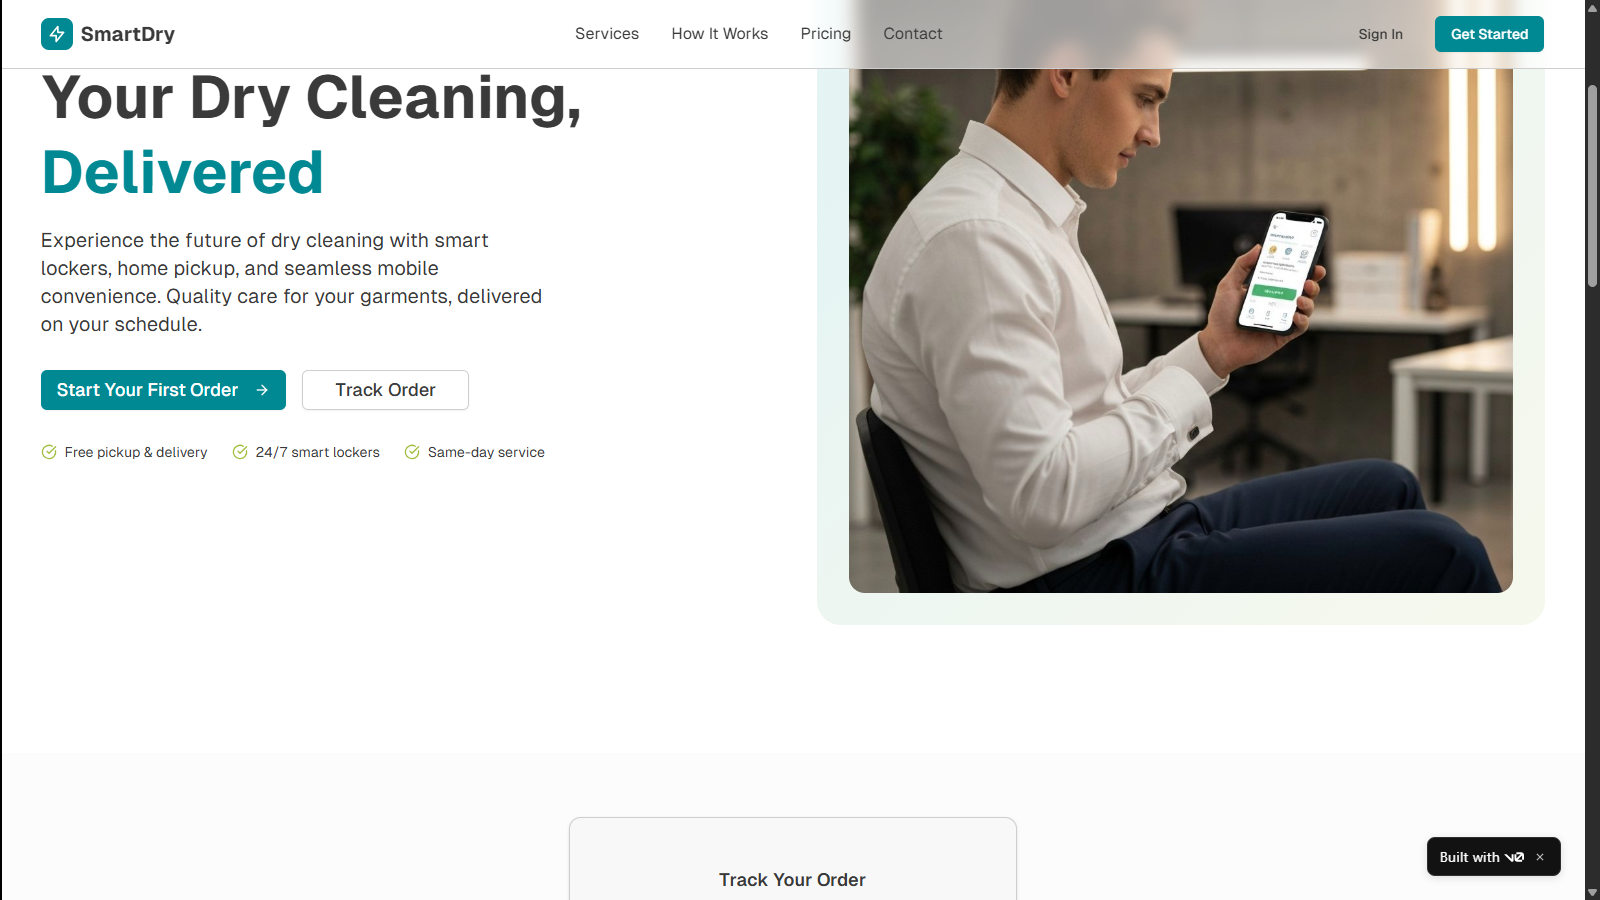 SmartDry
Services
How It Works
Pricing
Contact
Sign In
Get Started
Your Dry Cleaning,
Delivered
Experience the future of dry cleaning with smart
lockers, home pickup, and seamless mobile
convenience. Quality care for your garments, delivered
on your schedule.
Start Your First Order
Track Order
Free pickup & delivery
24/7 smart lockers
Same-day service
Track Your Order
Built with v0